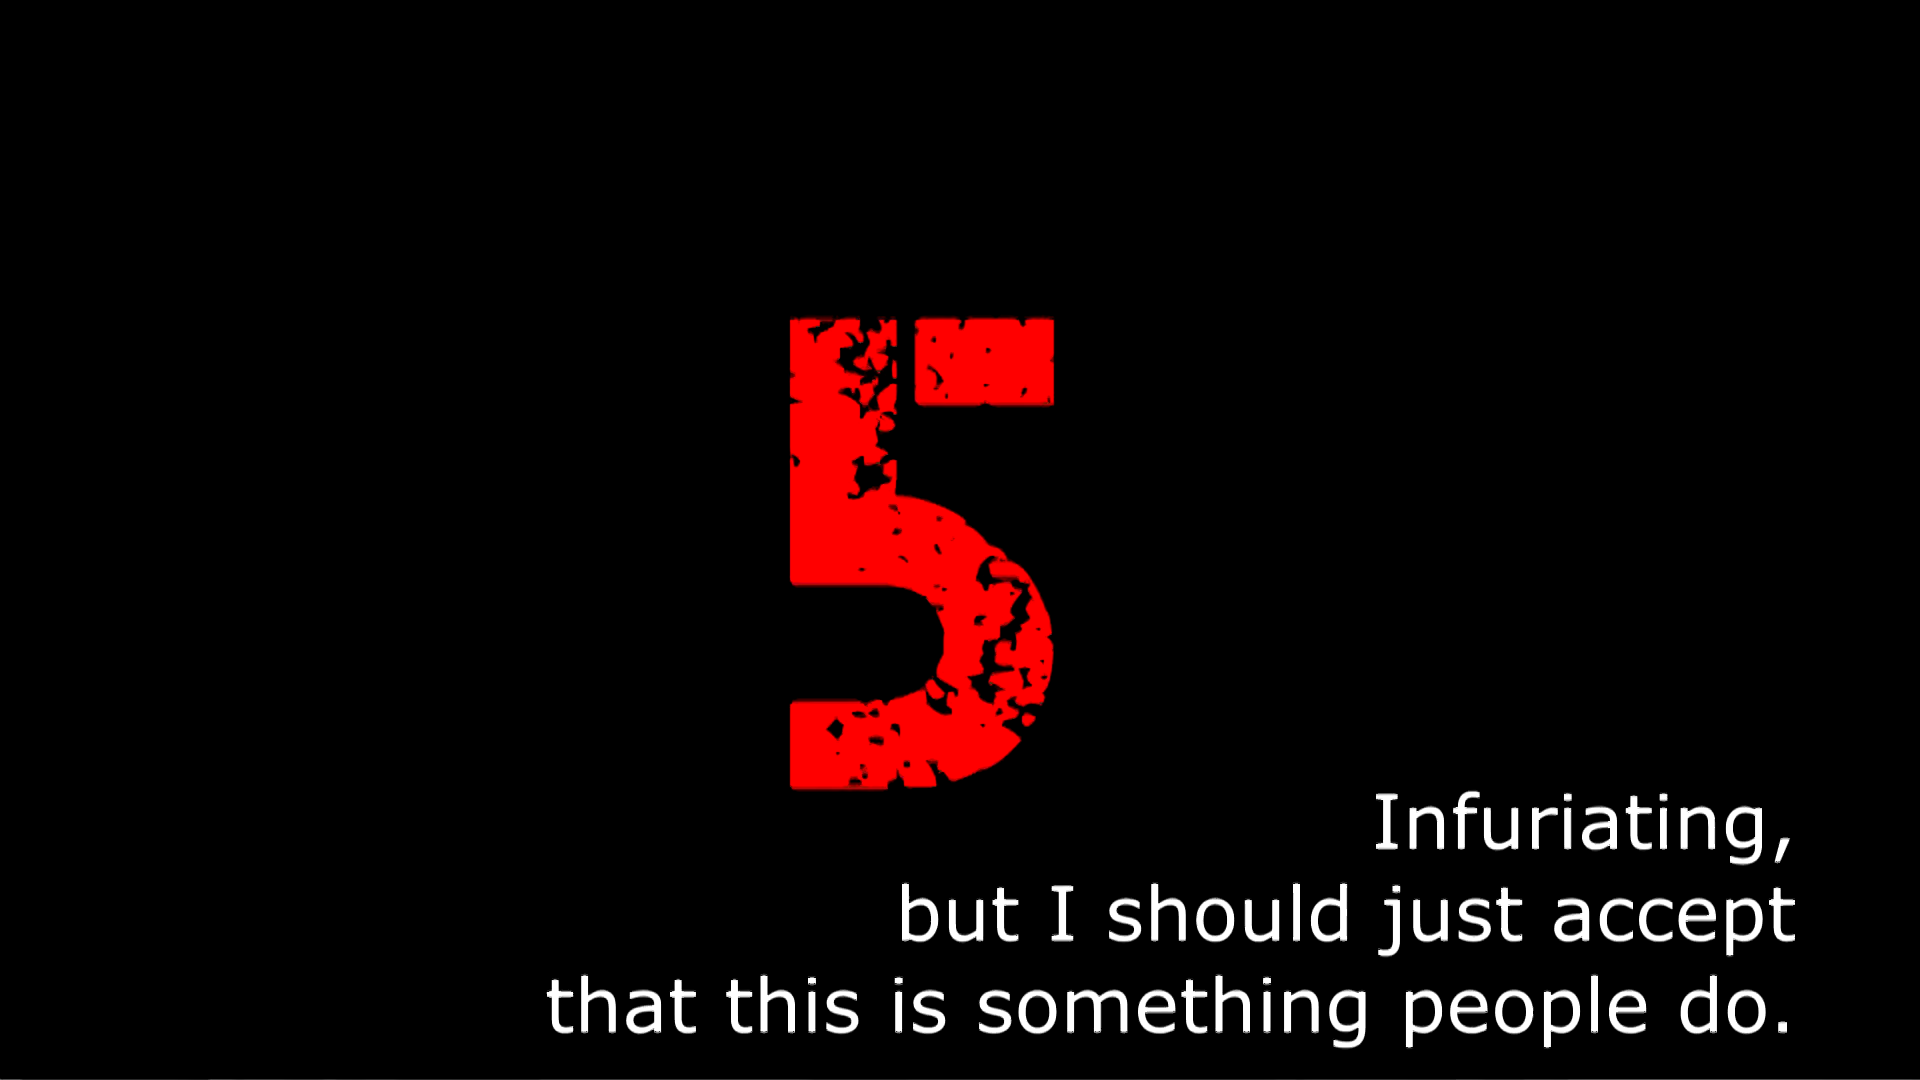 5
Infuriating,
but I should just accept
that this is something people do.